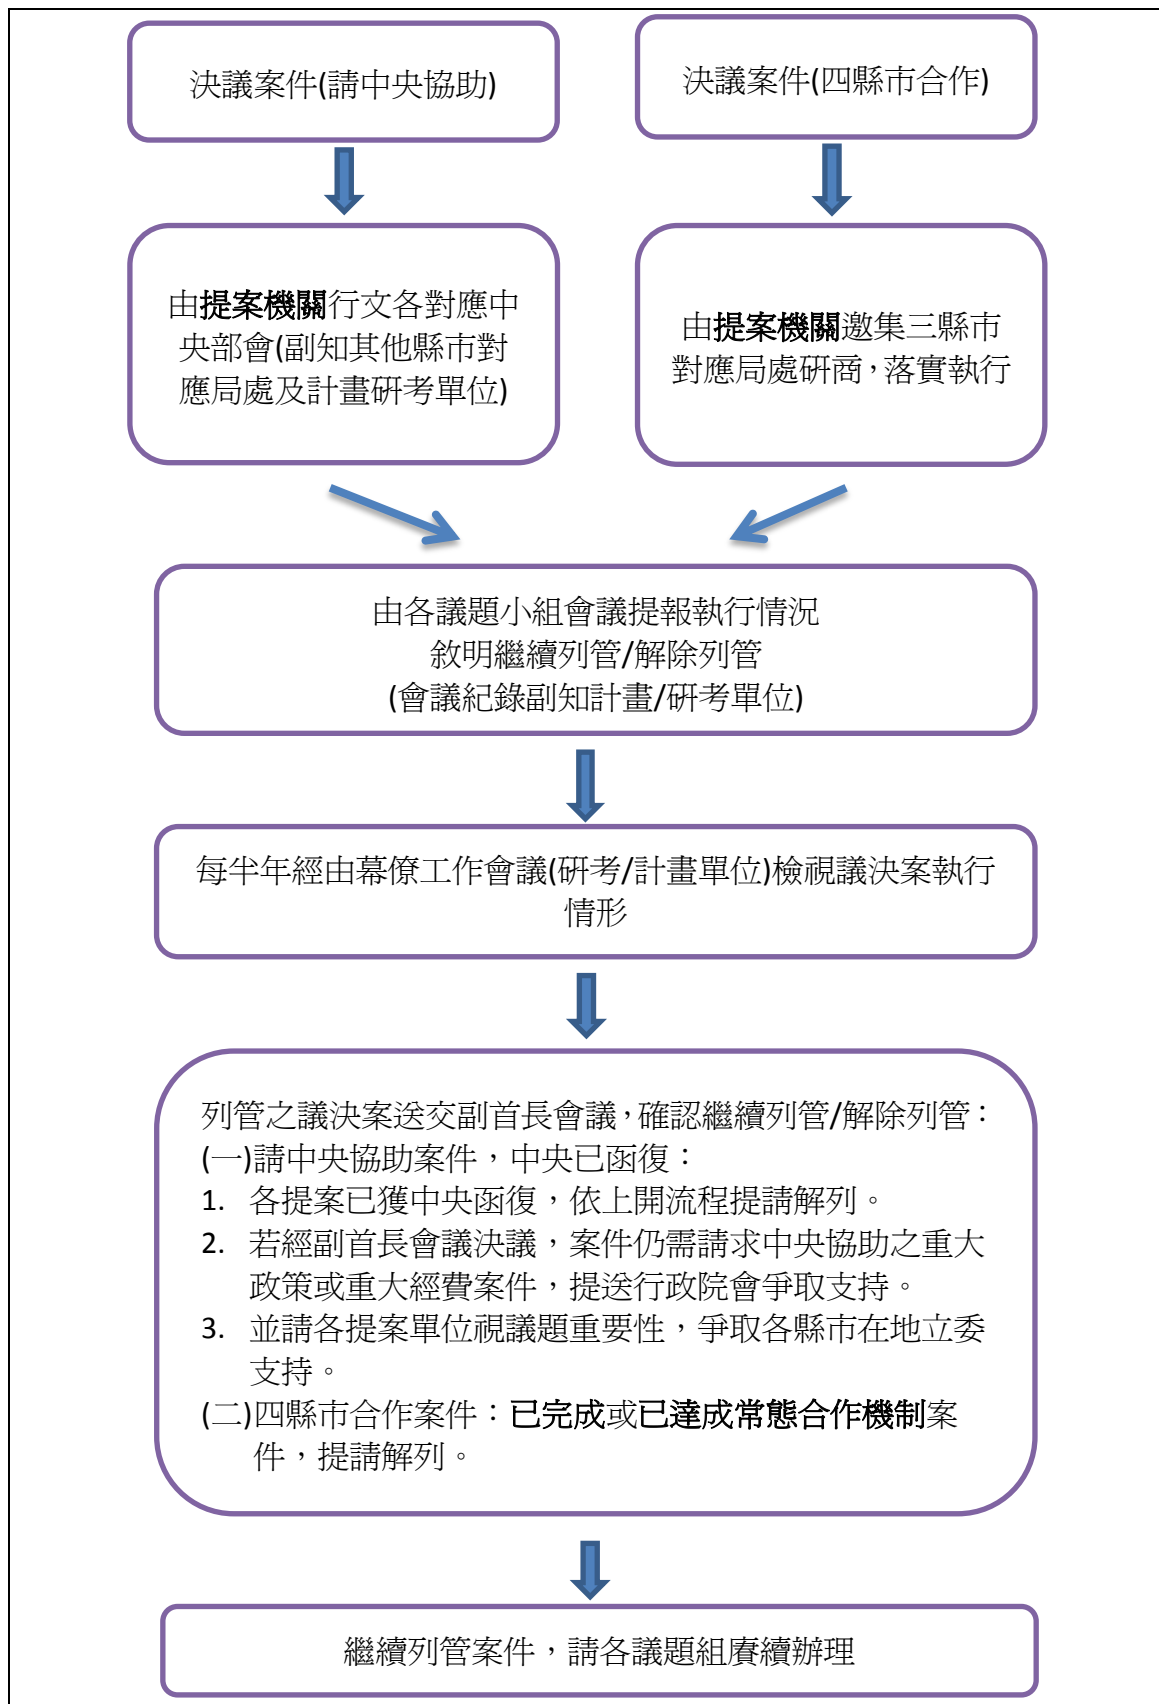 決議案件(請中央協助)
決議案件(四縣市合作)
由提案機關行文各對應中
央部會(副知其他縣市對
應局處及計畫研考單位)
由提案機關邀集三縣市
對應局處研商，落實執行
由各議題小組會議提報執行情況
敘明繼續列管/解除列管
(會議紀錄副知計畫/研考單位)
每半年經由幕僚工作會議(研考/計畫單位)檢視議決案執行
情形
列管之議決案送交副首長會議，確認繼續列管/解除列管：
(一)請中央協助案件，中央已函復：
1. 各提案已獲中央函復，依上開流程提請解列。
2. 若經副首長會議決議，案件仍需請求中央協助之重大
政策或重大經費案件，提送行政院會爭取支持。
3. 並請各提案單位視議題重要性，爭取各縣市在地立委
支持。
(二)四縣市合作案件：已完成或已達成常態合作機制案
件，提請解列。
繼續列管案件，請各議題組賡續辦理